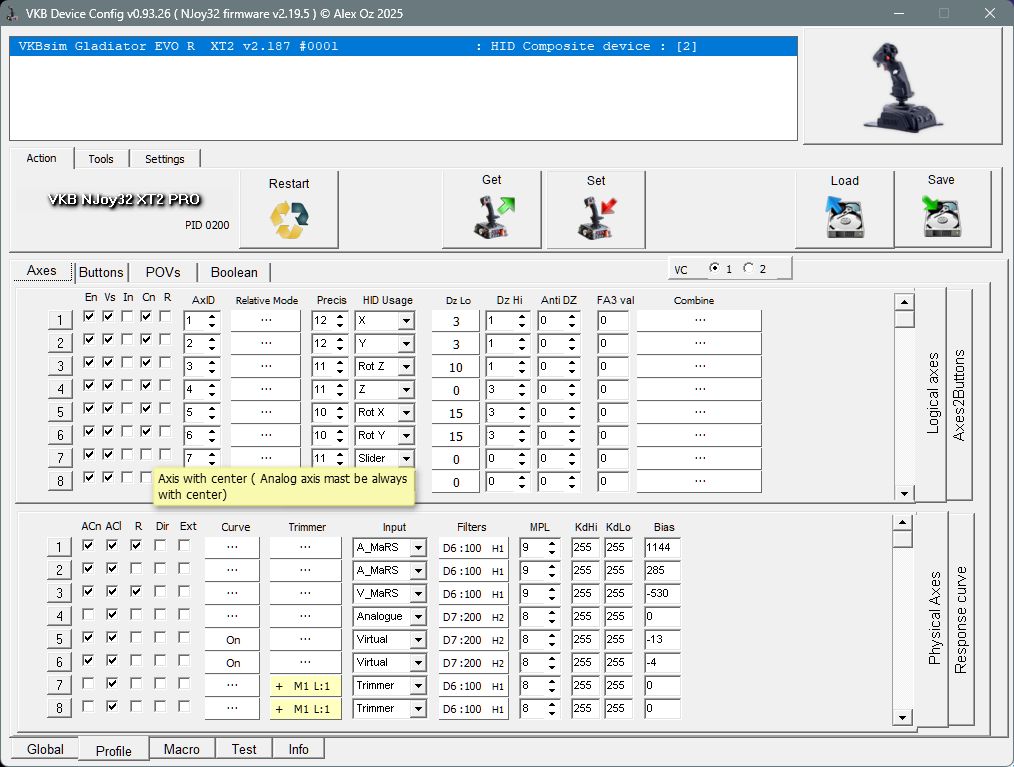 VKB Device Config v0.93.26 ( NJoy32 firmware v2.19.5 ) © Alex Oz 2025
VKBsim Gladiator EVO R XT2 v2.187 #0001 : HID Composite device : [2]
Action Tools Settings
VKB NJoy32 XT2 PRO
PID 0200
Restart Get Set Load Save
Axes Buttons POVs Boolean VC 1 2
En Vs In Cn R AxID Relative Mode Precis HID Usage Dz Lo Dz Hi Anti DZ FA3 val Combine
1 1 ... 12 X 3 1 0 0 ...
2 2 ... 12 Y 3 1 0 0 ...
3 3 ... 11 Rot Z 10 1 0 0 ...
4 4 ... 11 Z 0 3 0 0 ...
5 5 ... 10 Rot X 15 3 0 0 ...
6 6 ... 10 Rot Y 15 3 0 0 ...
7 7 ... 11 Slider 0 3 0 0 ...
8 0 3 0 0 ...
Axis with center ( Analog axis mast be always
with center)
Logical axes
Axes2Buttons
ACn ACl R Dir Ext Curve Trimmer Input Filters MPL KdHi KdLo Bias
1 ... ... A_MaRS D6 :100 H1 9 255 255 1144
2 ... ... A_MaRS D6 :100 H1 9 255 255 285
3 ... ... V_MaRS D6 :100 H1 9 255 255 -530
4 ... ... Analogue D7 :200 H2 8 255 255 0
5 On ... Virtual D7 :200 H2 8 255 255 -13
6 On ... Virtual D7 :200 H2 8 255 255 -4
7 ... + M1 L:1 Trimmer D6 :100 H1 8 255 255 0
8 ... + M1 L:1 Trimmer D6 :100 H1 8 255 255 0
Physical Axes
Response curve
Global Profile Macro Test Info